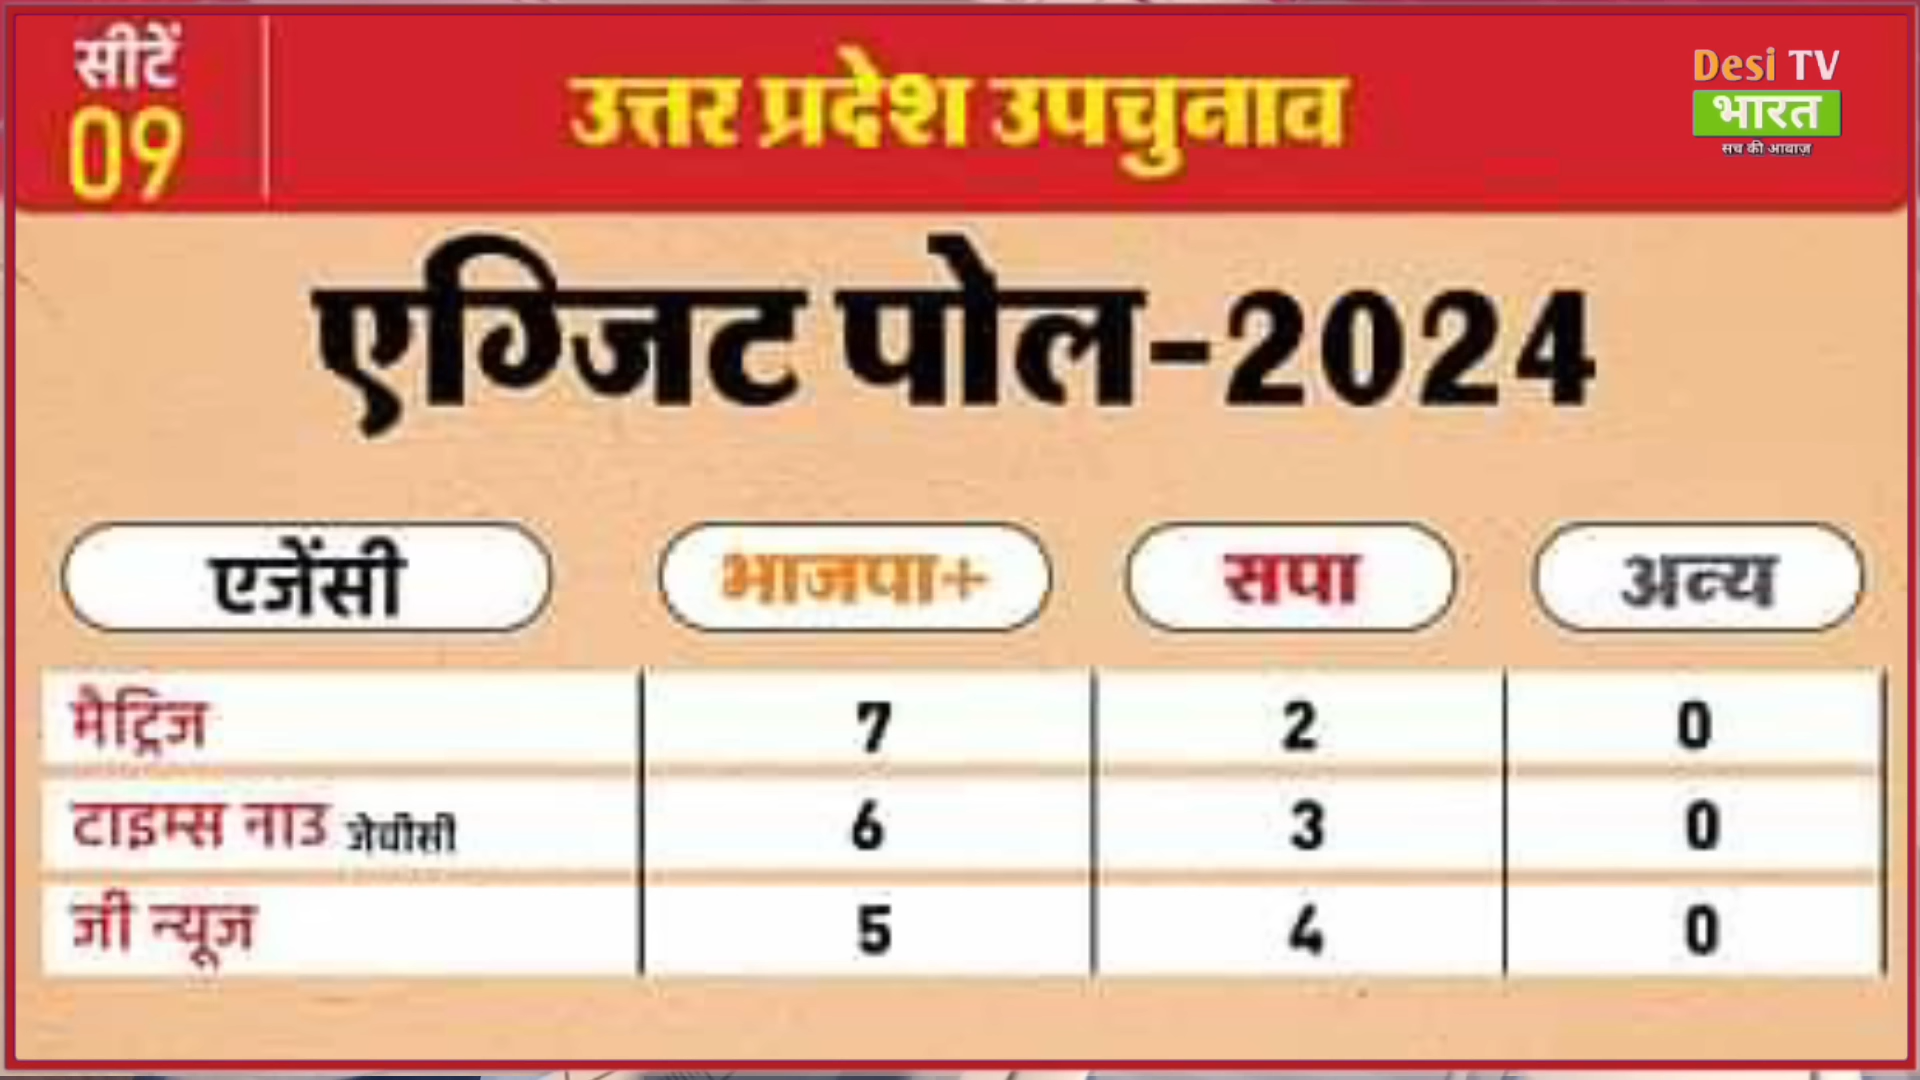 सीटें
09
उत्तर प्रदेश उपचुनाव
Desi TV
भारत
सच की आवाज़
एग्जिट पोल-2024
एजेंसी भाजपा+ सपा अन्य
मैट्रिज 7 2 0
टाइम्स नाउ जेवीसी 6 3 0
जी न्यूज 5 4 0